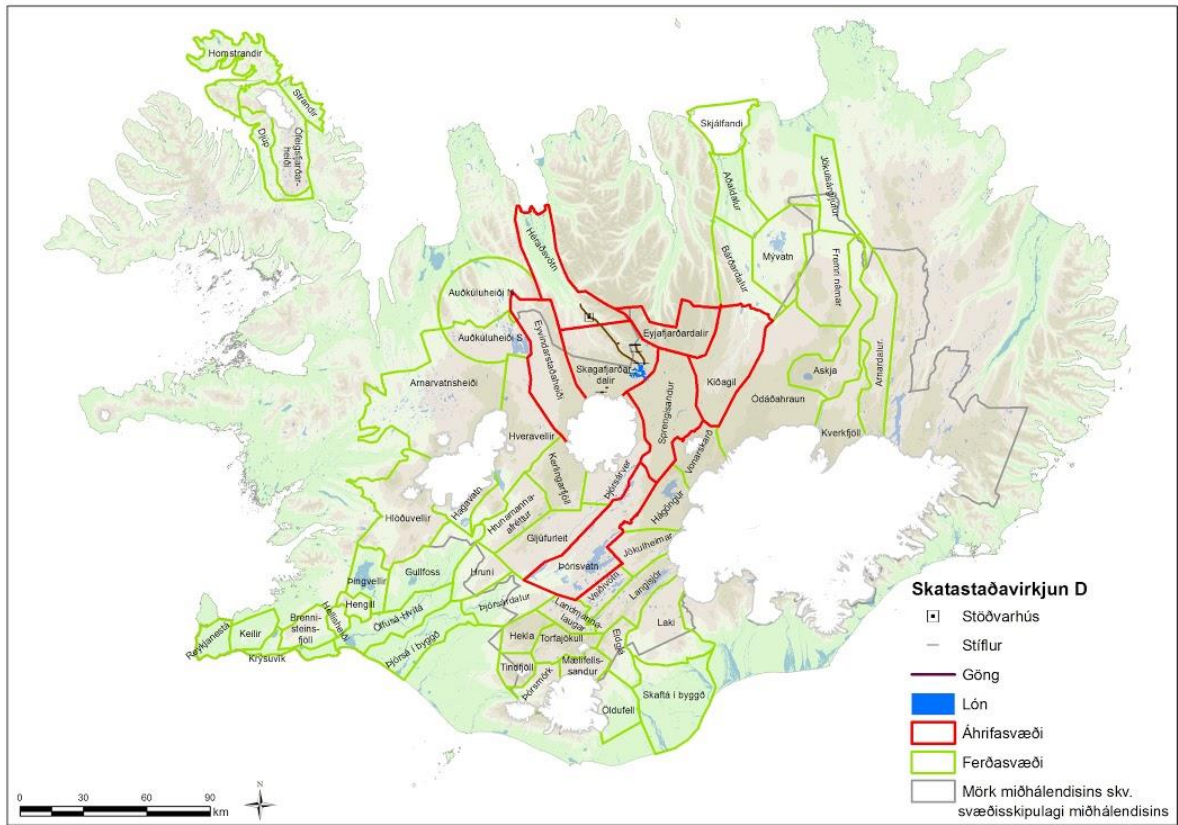 Hornstrandir
Strandir
Djúp
Ófeigsfjarðar-
heiði
Skjálfandi
Aðaldalur
Jökulsárgljúfur
Héraðsvötn
Bárðardalur
Mývatn
Fremri námar
Auðkúluheiði N
Auðkúluheiði S
Eyvindarstaðaheiði
Eyjafjarðardalir
Skagafjarðar
dalir
Kiðagil
Askja
Arnardalur
Arnarvatnsheiði
Sprengisandur
Ódáðahraun
Hveravellir
Kverkfjöll
Vonarskarð
Kerlingarfjöll
Þjórsárver
Hágöngur
Hagavatn
Hrunamanna-
afréttur
Hlöðuvellir
Gljúfurleit
Jökulheimar
Þórisvatn
Þingvellir
Gullfoss
Hruni
Veiðivötn
Langisjór
Hengill
Hellisheiði
Ölfusá-Hvítá
Þjórsárdalur
Landmanna-
laugar
Reykjanestá
Keilir
Brenni-
steins-
fjöll
Krýsuvík
Þjórsá í byggð
Hekla
Torfajökull
Eldgjá
Laki
Tindfjöll
Mælifells-
sandur
Þórsmörk
Öldufell
Skaftá í byggð
Skatastaðavirkjun D
Stöðvarhús
Stíflur
Göng
Lón
Áhrifasvæði
Ferðasvæði
Mörk miðhálendisins skv.
svæðisskipulagi miðhálendisins
0 15 30 60 90
km
N